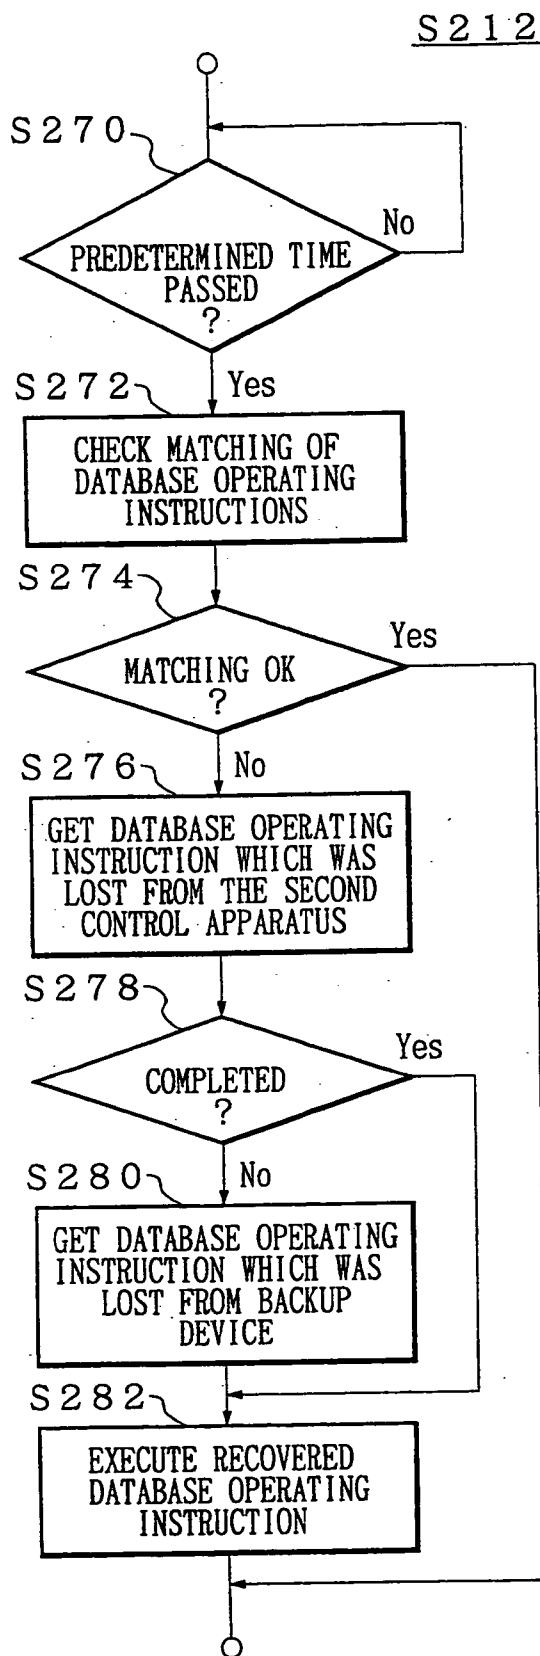 S212
S270
No
PREDETERMINED TIME
PASSED
?
Yes
S272
CHECK MATCHING OF
DATABASE OPERATING
INSTRUCTIONS
S274
Yes
MATCHING OK
?
No
S276
GET DATABASE OPERATING
INSTRUCTION WHICH WAS
LOST FROM THE SECOND
CONTROL APPARATUS
S278
Yes
COMPLETED
?
No
S280
GET DATABASE OPERATING
INSTRUCTION WHICH WAS
LOST FROM BACKUP
DEVICE
S282
EXECUTE RECOVERED
DATABASE OPERATING
INSTRUCTION